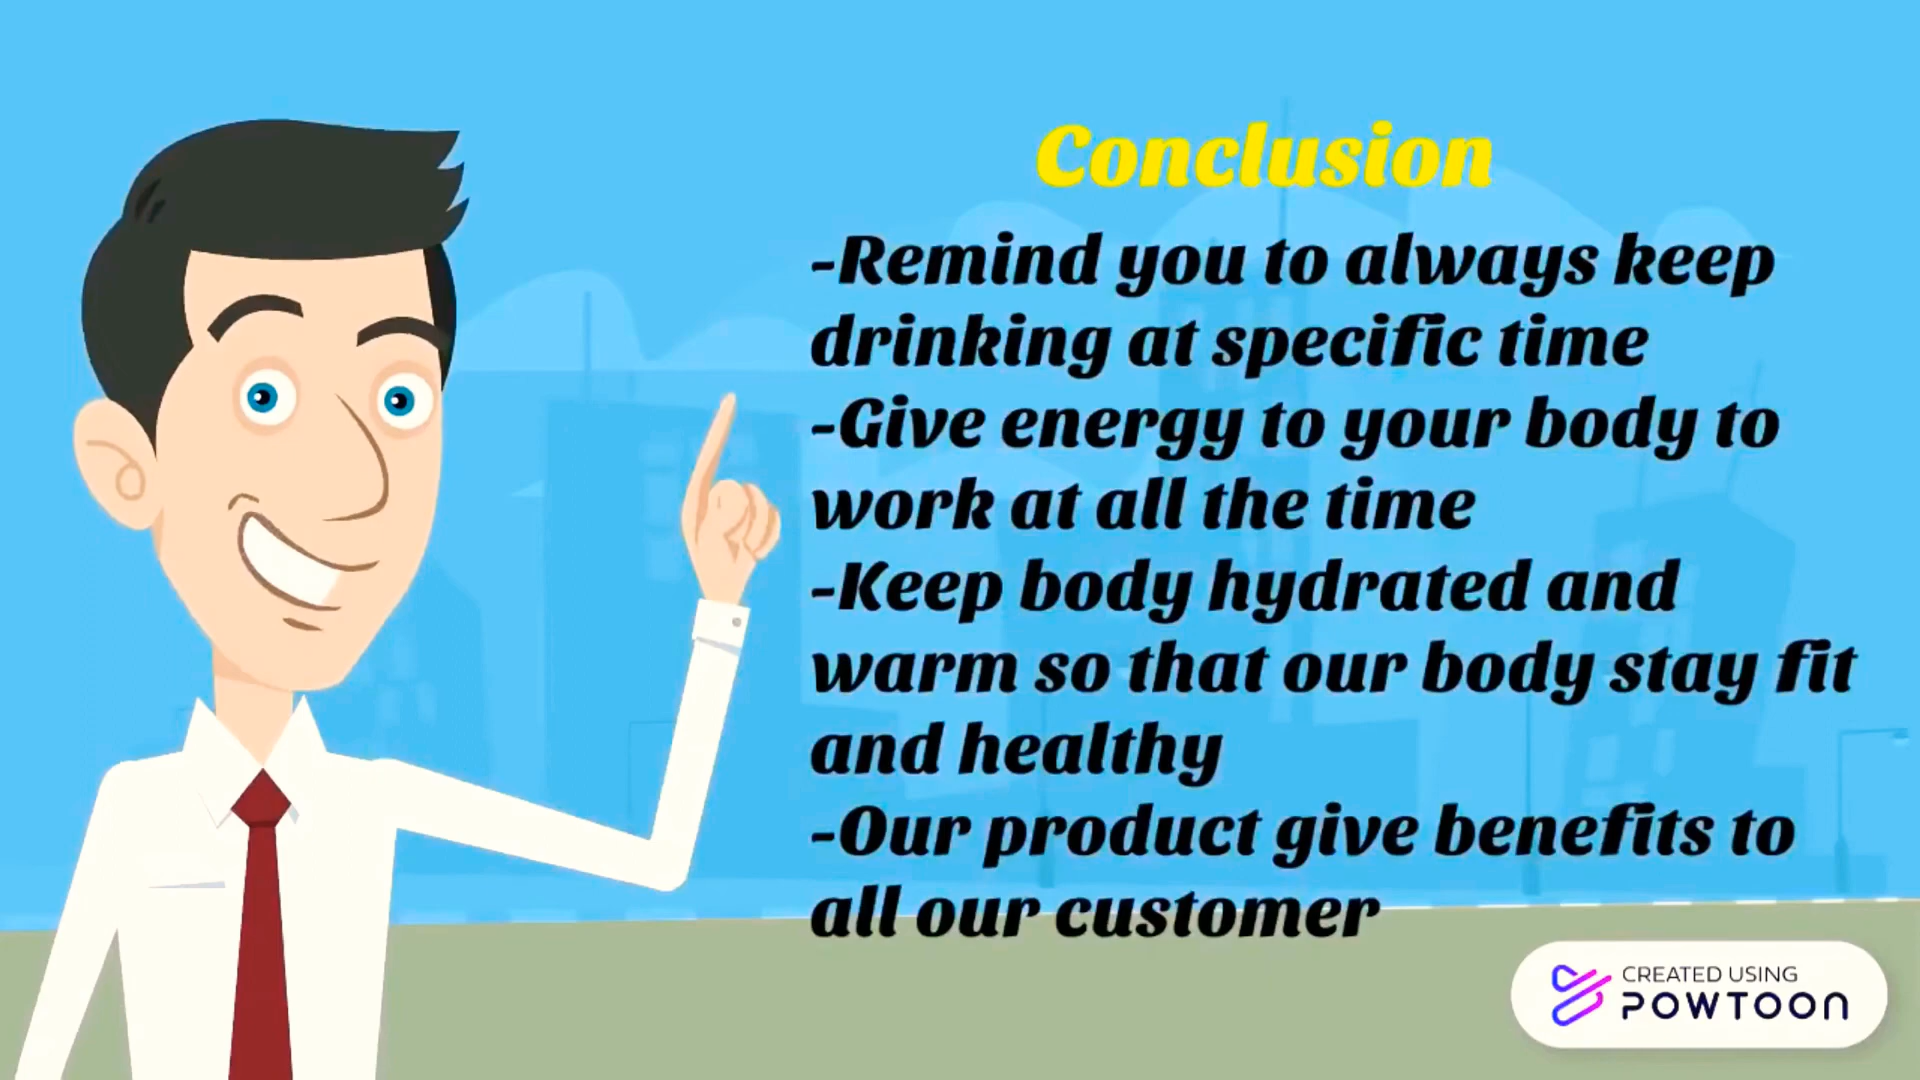 Conclusion
-Remind you to always keep
drinking at specific time
-Give energy to your body to
work at all the time
-Keep body hydrated and
warm so that our body stay fit
and healthy
-Our product give benefits to
all our customer
CREATED USING
POWTOON